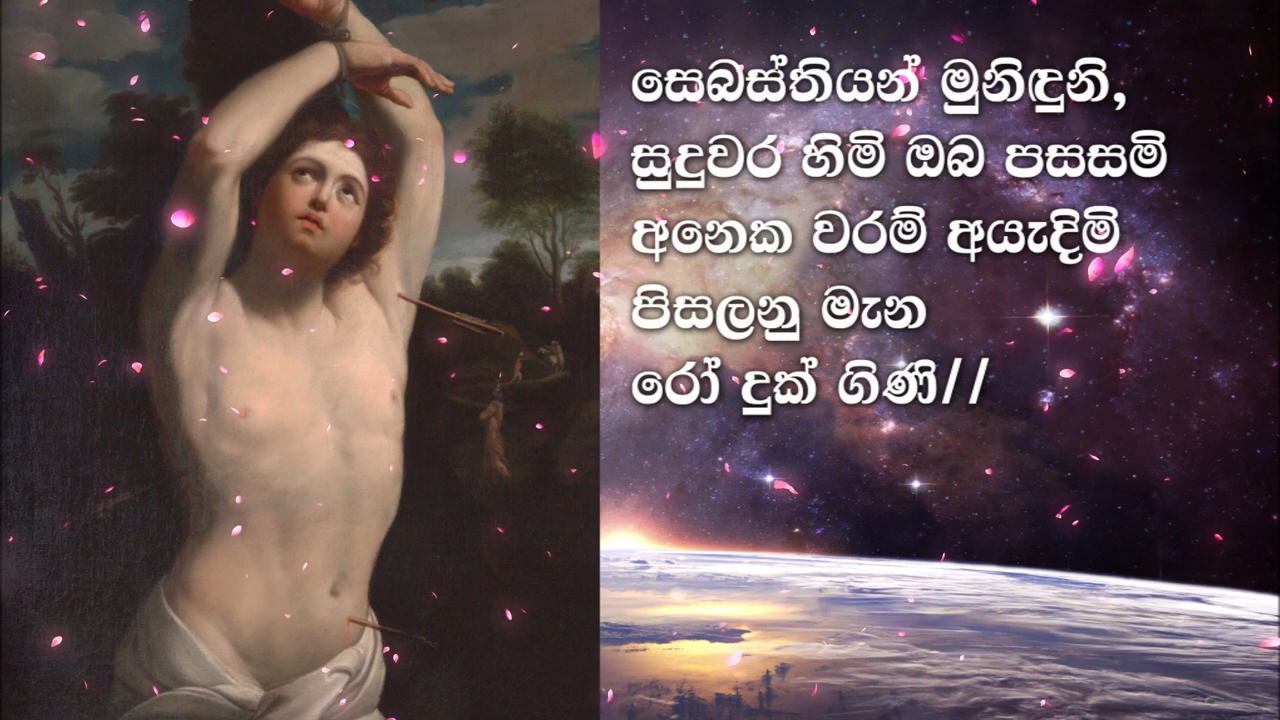 සෙබස්තියන් මුනිඳුනි,
සුදුවර හිමි ඔබ පසසමි
අනෙක වරම් අයැදිමි
පිසලනු මැන
රෝ දුක් ගිණි//